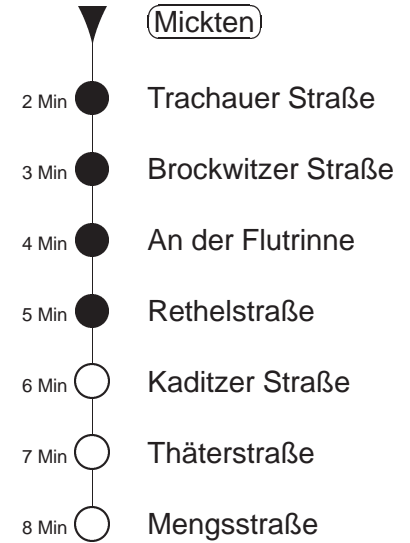 Mickten
2 Min Trachauer Straße
3 Min Brockwitzer Straße
4 Min An der Flutrinne
5 Min Rethelstraße
6 Min Kaditzer Straße
7 Min Thäterstraße
8 Min Mengsstraße